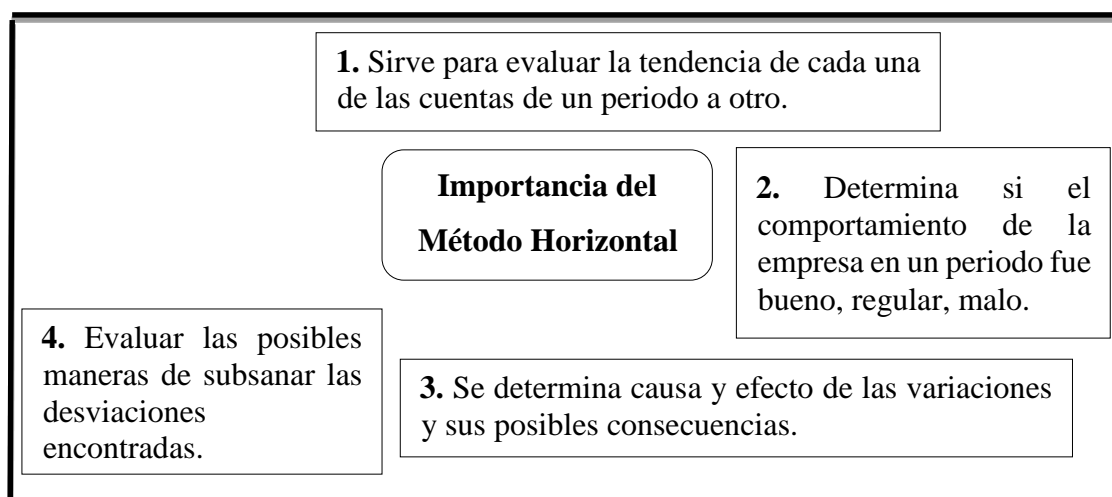 1. Sirve para evaluar la tendencia de cada una
de las cuentas de un periodo a otro.
Importancia del
Método Horizontal
2. Determina si el
comportamiento de la
empresa en un periodo fue
bueno, regular, malo.
3. Se determina causa y efecto de las variaciones
y sus posibles consecuencias.
4. Evaluar las posibles
maneras de subsanar las
desviaciones
encontradas.